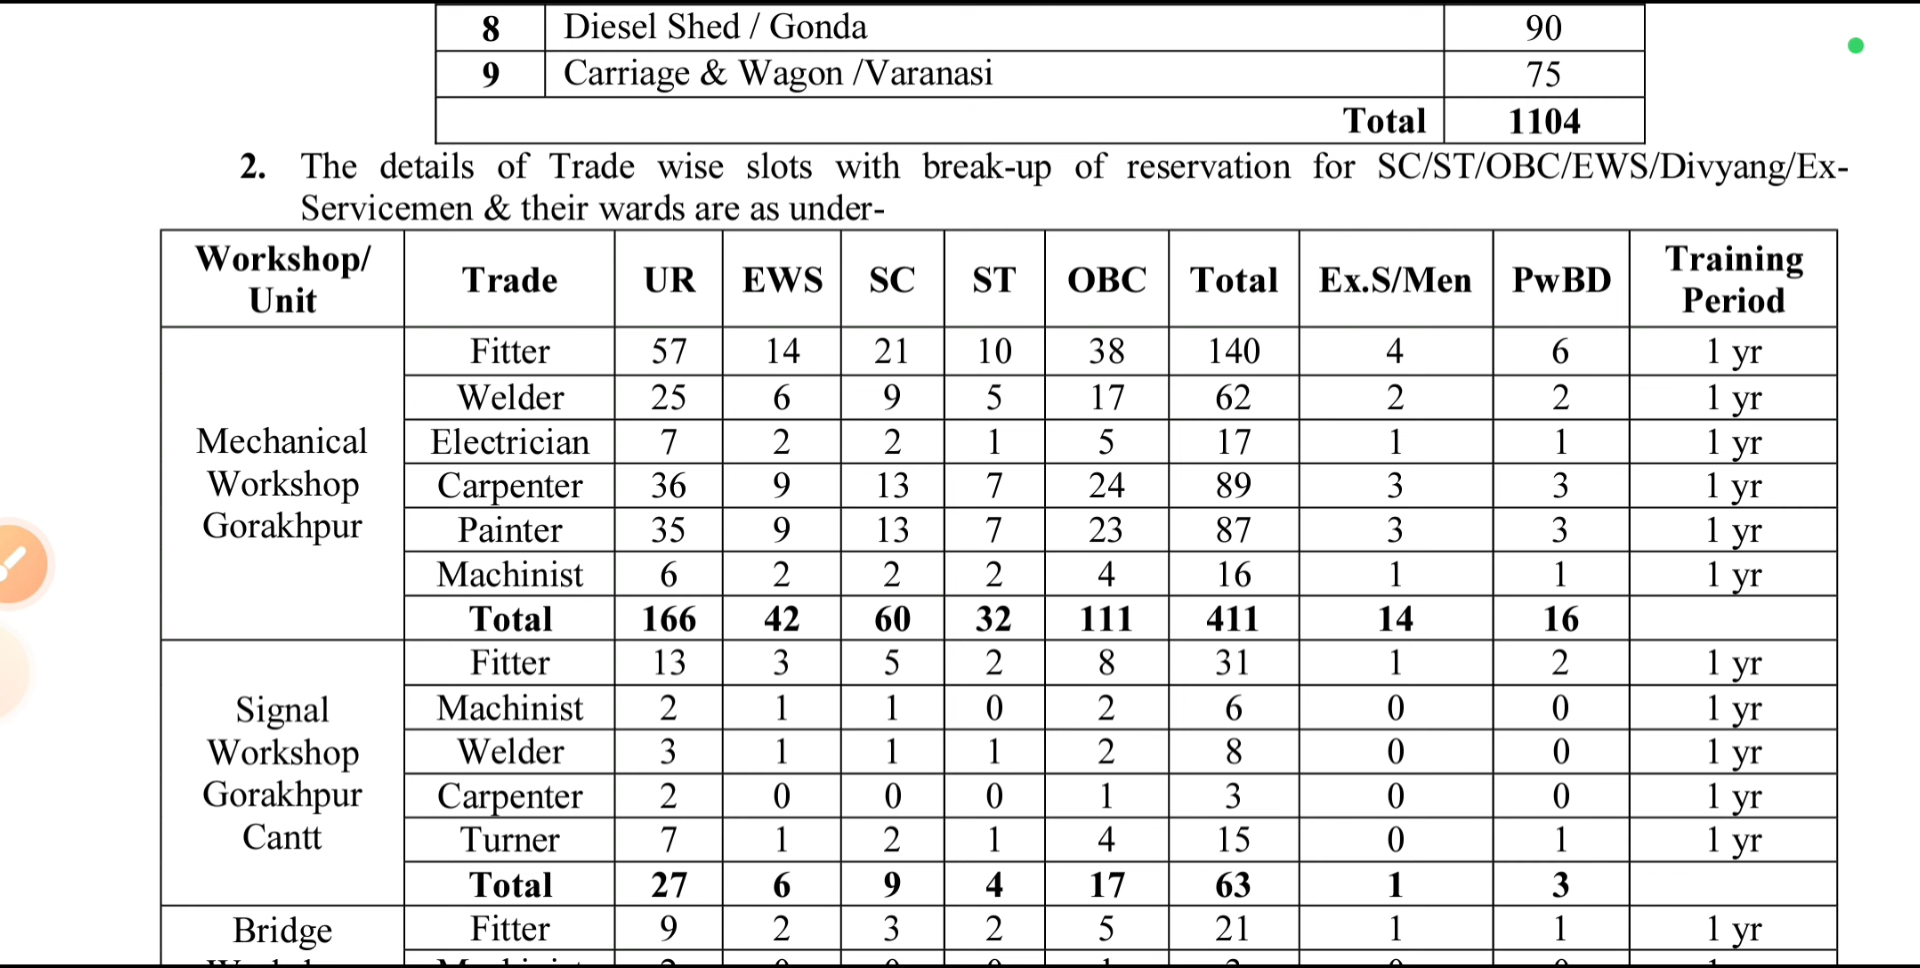 8 Diesel Shed / Gonda 90
9 Carriage & Wagon /Varanasi 75
Total 1104
2. The details of Trade wise slots with break-up of reservation for SC/ST/OBC/EWS/Divyang/Ex-
Servicemen & their wards are as under-
Workshop/ Unit Trade UR EWS SC ST OBC Total Ex.S/Men PwBD Training Period
Mechanical Workshop Gorakhpur
Fitter 57 14 21 10 38 140 4 6 1 yr
Welder 25 6 9 5 17 62 2 2 1 yr
Electrician 7 2 2 1 5 17 1 1 1 yr
Carpenter 36 9 13 7 24 89 3 3 1 yr
Painter 35 9 13 7 23 87 3 3 1 yr
Machinist 6 2 2 2 4 16 1 1 1 yr
Total 166 42 60 32 111 411 14 16
Signal Workshop Gorakhpur Cantt
Fitter 13 3 5 2 8 31 1 2 1 yr
Machinist 2 1 1 0 2 6 0 0 1 yr
Welder 3 1 1 1 2 8 0 0 1 yr
Carpenter 2 0 0 0 1 3 0 0 1 yr
Turner 7 1 2 1 4 15 0 1 1 yr
Total 27 6 9 4 17 63 1 3
Bridge Fitter 9 2 3 2 5 21 1 1 1 yr